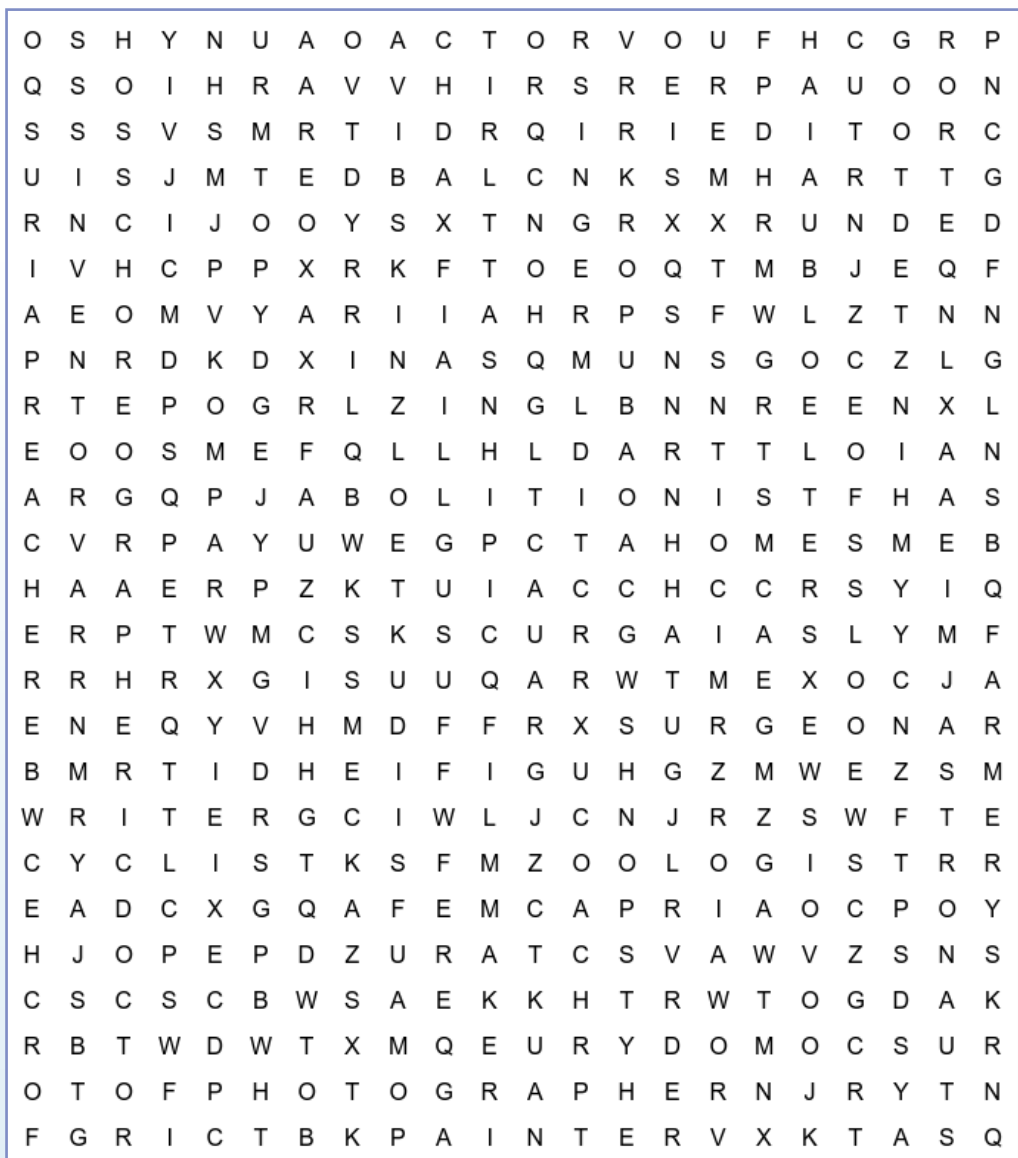 O S H Y N U A O A C T O R V O U F H C G R P
Q S O I H R A V V H I R S R E R P A U O O N
S S S V S M R T I D R Q I R I E D I T O R C
U I S J M T E D B A L C N K S M H A R T T G
R N C I J O O Y S X T N G R X X R U N D E D
I V H C P P X R K F T O E O Q T M B J E Q F
A E O M V Y A R I I A H R P S F W L Z T N N
P N R D K D X I N A S Q M U N S G O C Z L G
R T E P O G R L Z I N G L B N N R E E N X L
E O O S M E F Q L L H L D A R T T L O I A N
A R G Q P J A B O L I T I O N I S T F H A S
C V R P A Y U W E G P C T A H O M E S M E B
H A A E R P Z K T U I A C C H C C R S Y I Q
E R P T W M C S K S C U R G A I A S L Y M F
R R H R X G I S U U Q A R W T M E X O C J A
E N E Q Y V H M D F F R X S U R G E O N A R
B M R T I D H E I F I G U H G Z M W E Z S M
W R I T E R G C I W L J C N J R Z S W F T E
C Y C L I S T K S F M Z O O L O G I S T R R
E A D C X G Q A F E M C A P R I A O C P O Y
H J O P E P D Z U R A T C S V A W V Z S N S
C S C S C B W S A E K K H T R W T O G D A K
R B T W D W T X M Q E U R Y D O M O C S U R
O T O F P H O T O G R A P H E R N J R Y T N
F G R I C T B K P A I N T E R V X K T A S Q